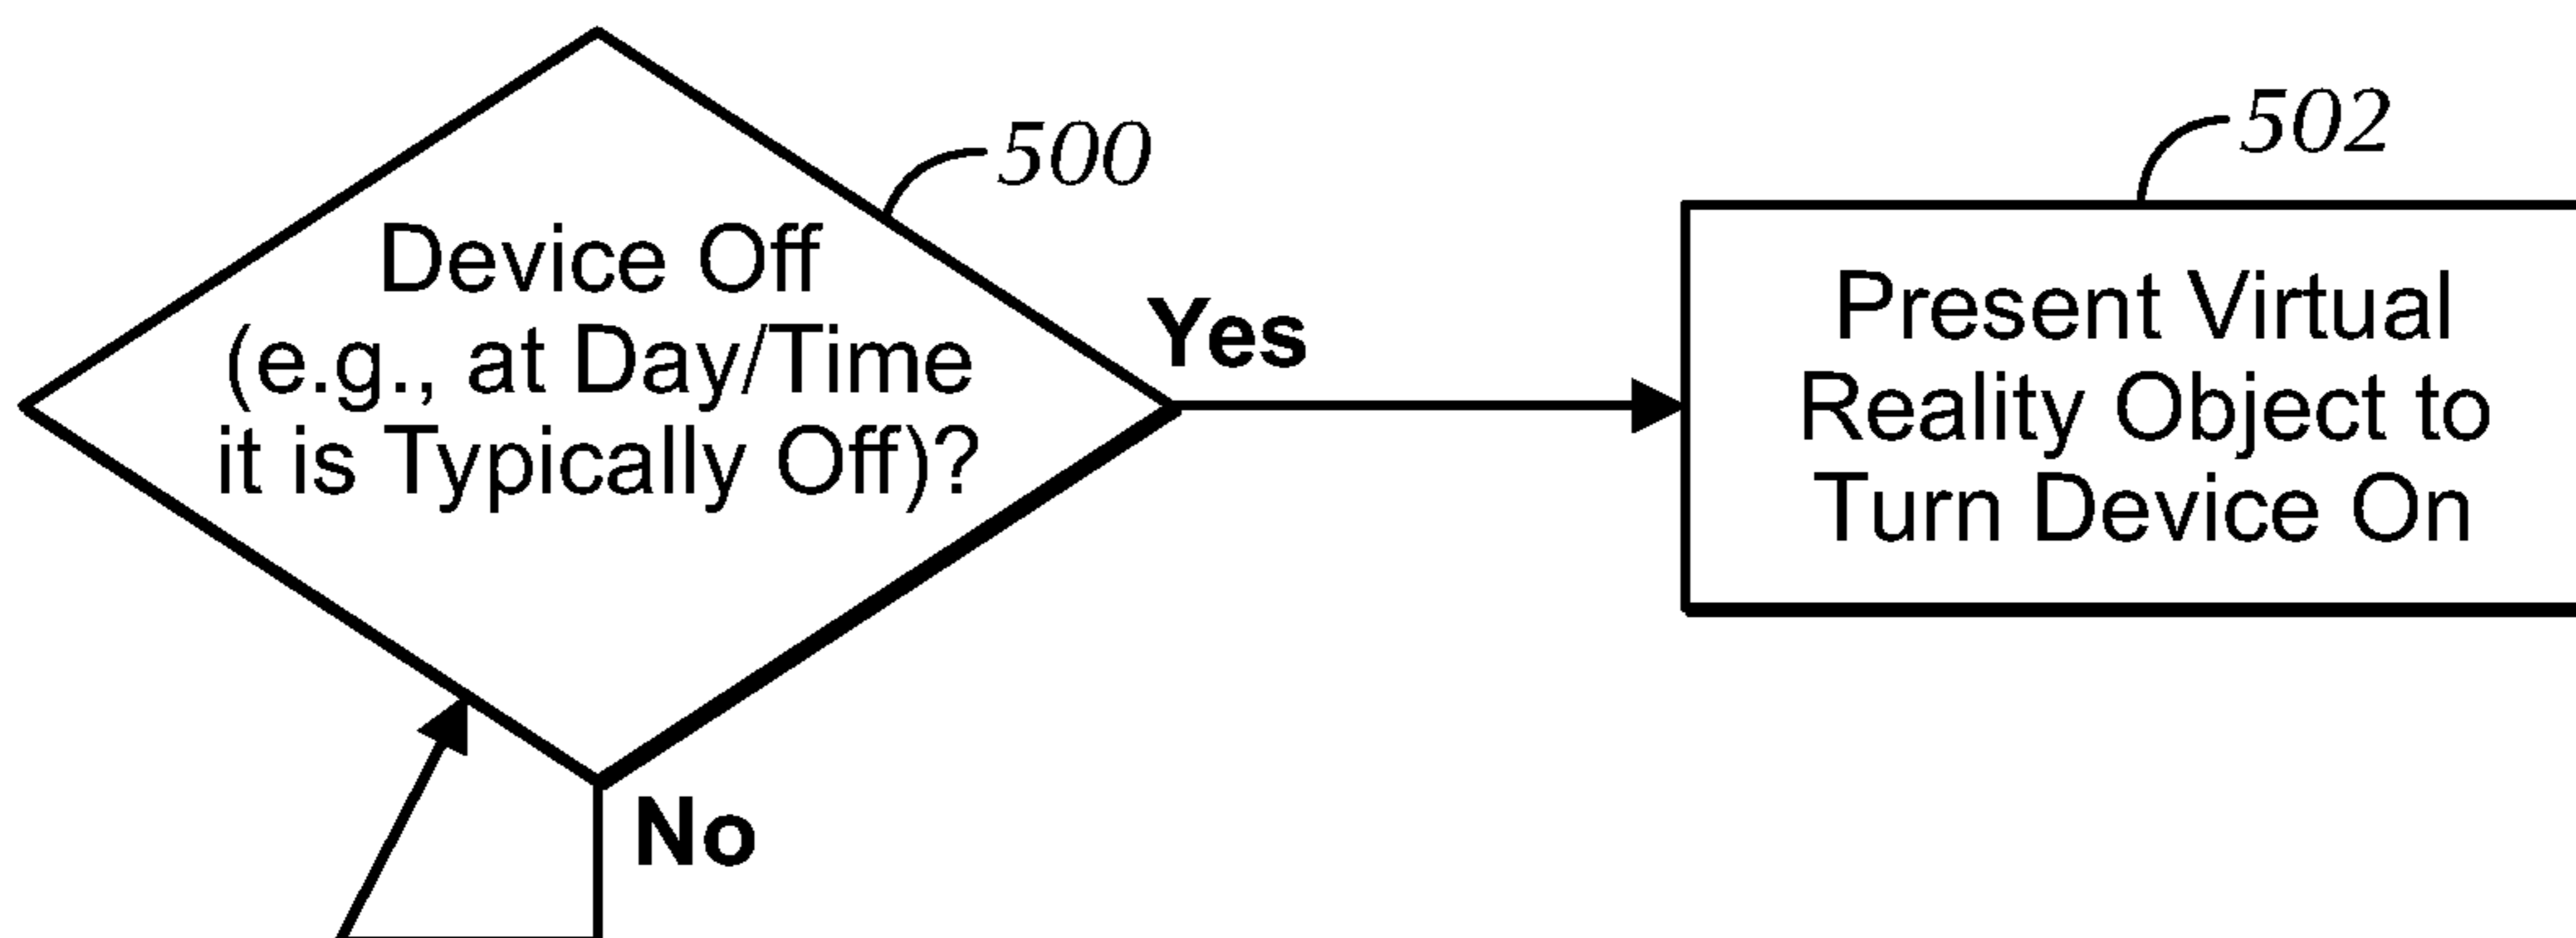 500
Device Off
(e.g., at Day/Time
it is Typically Off)?
Yes
No
502
Present Virtual
Reality Object to
Turn Device On